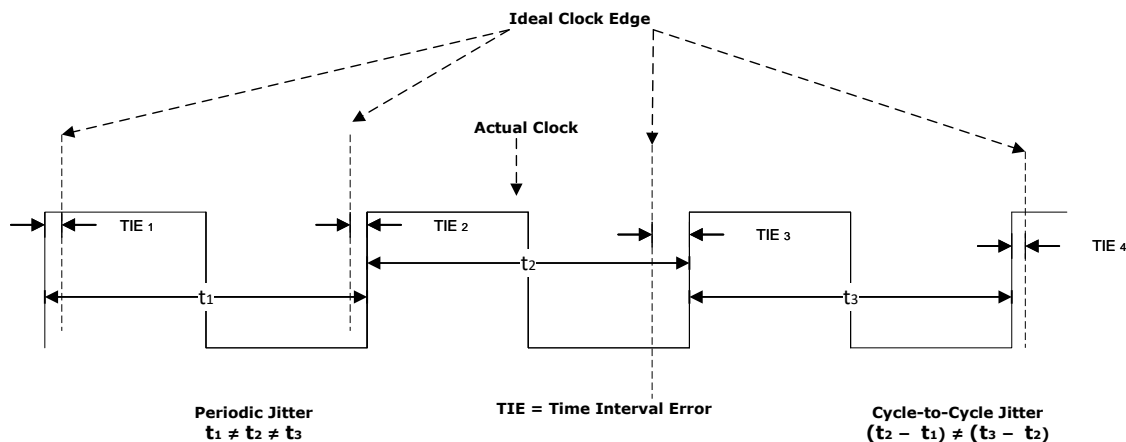 Ideal Clock Edge
Actual Clock
TIE 1
TIE 2
TIE 3
TIE 4
t2
t1
t3
Periodic Jitter
t1 ≠ t2 ≠ t3
TIE = Time Interval Error
Cycle-to-Cycle Jitter
(t2 - t1) ≠ (t3 - t2)